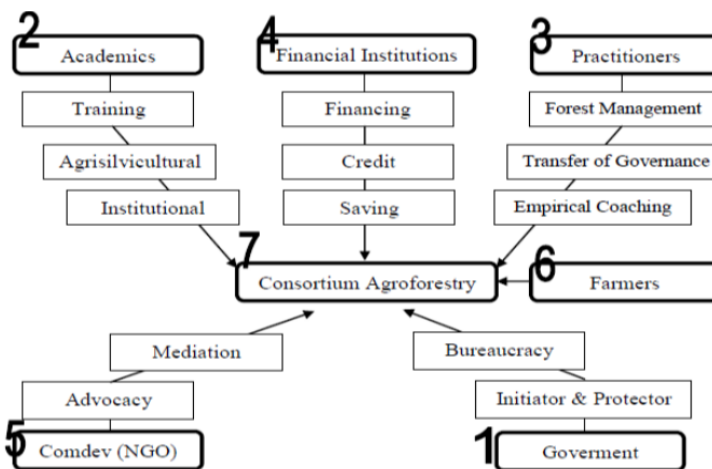 2
Academics
4
Financial Institutions
3
Practitioners
Training
Financing
Forest Management
Agrisilvicultural
Credit
Transfer of Governance
Institutional
Saving
Empirical Coaching
7
Consortium Agroforestry
6
Farmers
Mediation
Bureaucracy
Advocacy
Initiator & Protector
5
Comdev (NGO)
1
Goverment